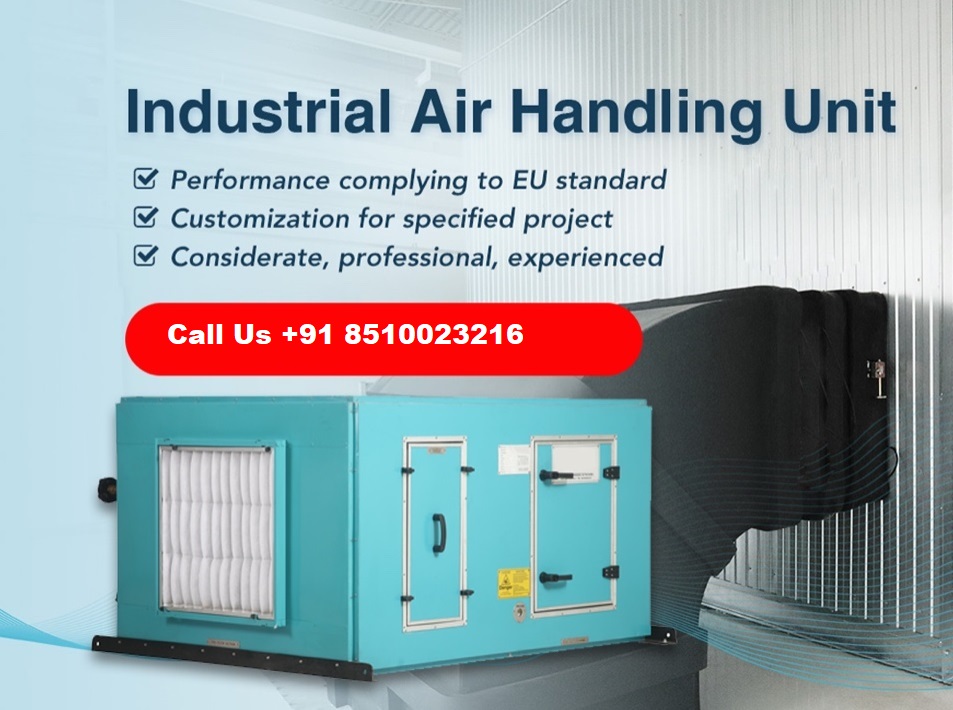 Industrial Air Handling Unit
Performance complying to EU standard
Customization for specified project
Considerate, professional, experienced
Call Us +91 8510023216